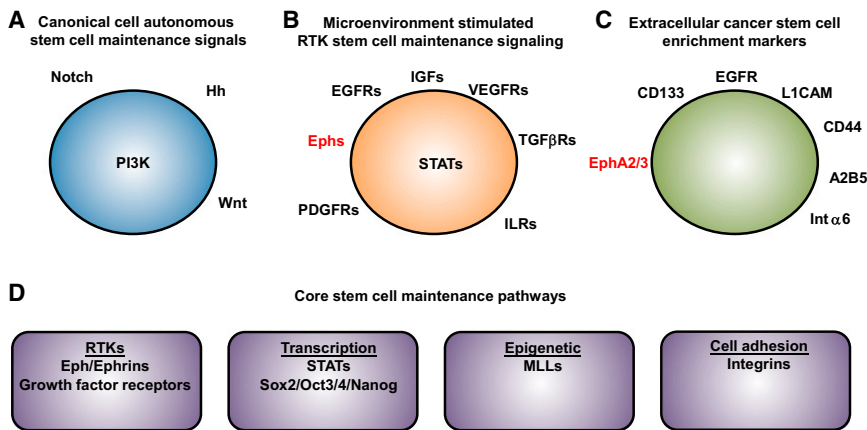 A
Canonical cell autonomous
stem cell maintenance signals
Notch
Hh
PI3K
Wnt
B
Microenvironment stimulated
RTK stem cell maintenance signaling
IGFs
EGFRs
VEGFRs
Ephs
TGFβRs
STATs
PDGFRs
ILRs
C
Extracellular cancer stem cell
enrichment markers
EGFR
CD133
L1CAM
CD44
EphA2/3
A2B5
Int α6
D
Core stem cell maintenance pathways
RTKs
Eph/Ephrins
Growth factor receptors
Transcription
STATs
Sox2/Oct3/4/Nanog
Epigenetic
MLLs
Cell adhesion
Integrins